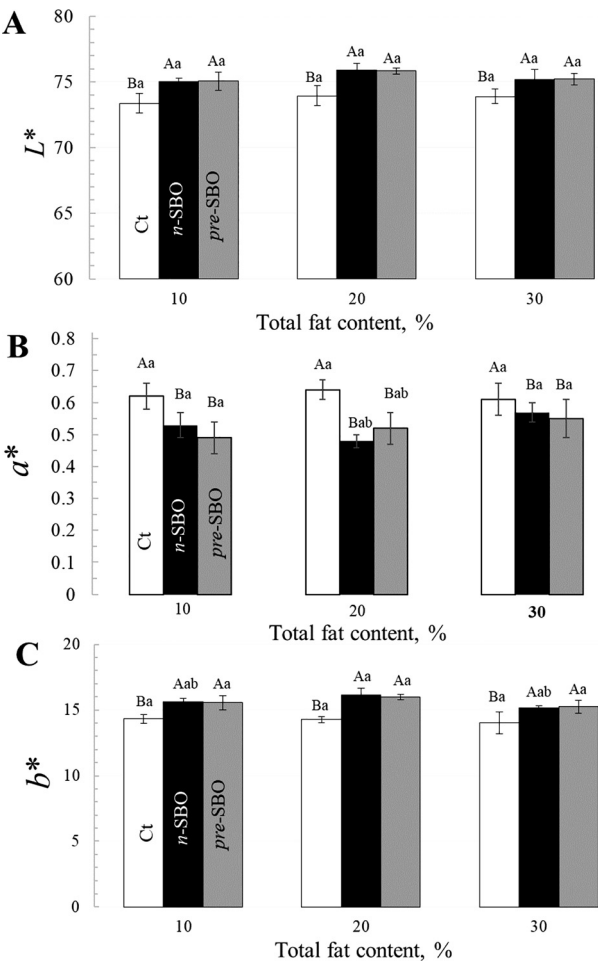 A
80
75
70
65
60
L*
Ba Aa Aa
Ba Aa Aa
Ba Aa Aa
Ct n-SBO pre-SBO
10 20 30
Total fat content, %
B
0.8
0.7
0.6
0.5
0.4
0.3
0.2
0.1
0
a*
Aa Ba Ba
Aa Bab Bab
Aa Ba Ba
Ct n-SBO pre-SBO
10 20 30
Total fat content, %
C
20
15
10
5
0
b*
Ba Aab Aa
Ba Aa Aa
Ba Aab Aa
Ct n-SBO pre-SBO
10 20 30
Total fat content, %